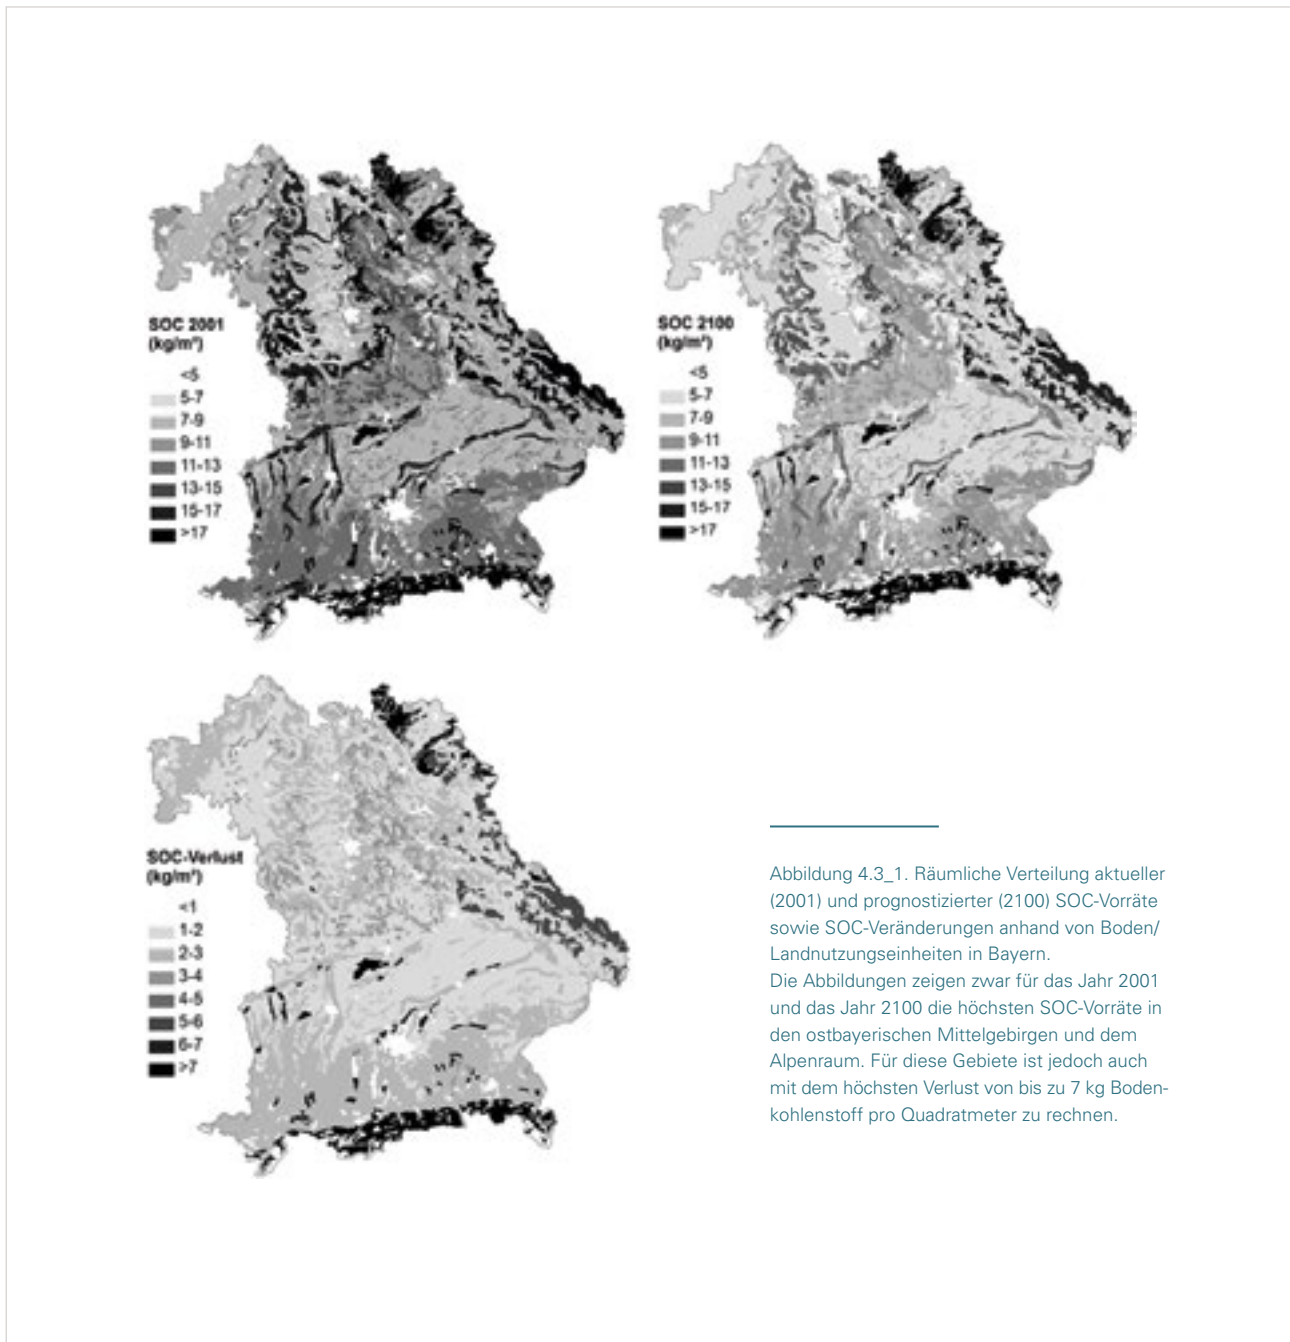 SOC 2001
(kg/m²)
<5
5-7
7-9
9-11
11-13
13-15
15-17
>17
SOC 2100
(kg/m²)
<5
5-7
7-9
9-11
11-13
13-15
15-17
>17
SOC-Verlust
(kg/m²)
<1
1-2
2-3
3-4
4-5
5-6
6-7
>7
Abbildung 4.3_1. Räumliche Verteilung aktueller
(2001) und prognostizierter (2100) SOC-Vorräte
sowie SOC-Veränderungen anhand von Boden/
Landnutzungseinheiten in Bayern.
Die Abbildungen zeigen zwar für das Jahr 2001
und das Jahr 2100 die höchsten SOC-Vorräte in
den ostbayerischen Mittelgebirgen und dem
Alpenraum. Für diese Gebiete ist jedoch auch
mit dem höchsten Verlust von bis zu 7 kg Boden-
kohlenstoff pro Quadratmeter zu rechnen.